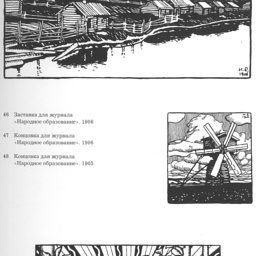 46 Заставка для журнала
«Народное образование». 1906
47 Концовка для журнала
«Народное образование». 1906
48 Концовка для журнала
«Народное образование». 1905